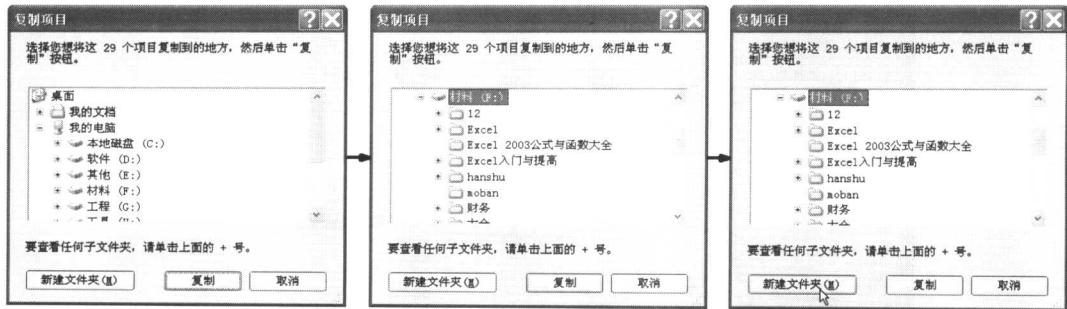 复制项目
选择您想将这 29 个项目复制到的地方，然后单击“复
制”按钮。
桌面
我的文档
我的电脑
本地磁盘 (C:)
软件 (D:)
其他 (E:)
材料 (F:)
工程 (G:)
要查看任何子文件夹，请单击上面的 + 号。
新建文件夹(M)
复制
取消
复制项目
选择您想将这 29 个项目复制到的地方，然后单击“复
制”按钮。
材料 (F:)
12
Excel
Excel 2003公式与函数大全
Excel入门与提高
hanshu
moban
财务
大全
要查看任何子文件夹，请单击上面的 + 号。
新建文件夹(M)
复制
取消
复制项目
选择您想将这 29 个项目复制到的地方，然后单击“复
制”按钮。
材料 (F:)
12
Excel
Excel 2003公式与函数大全
Excel入门与提高
hanshu
moban
财务
大全
要查看任何子文件夹，请单击上面的 + 号。
新建文件夹(M)
复制
取消